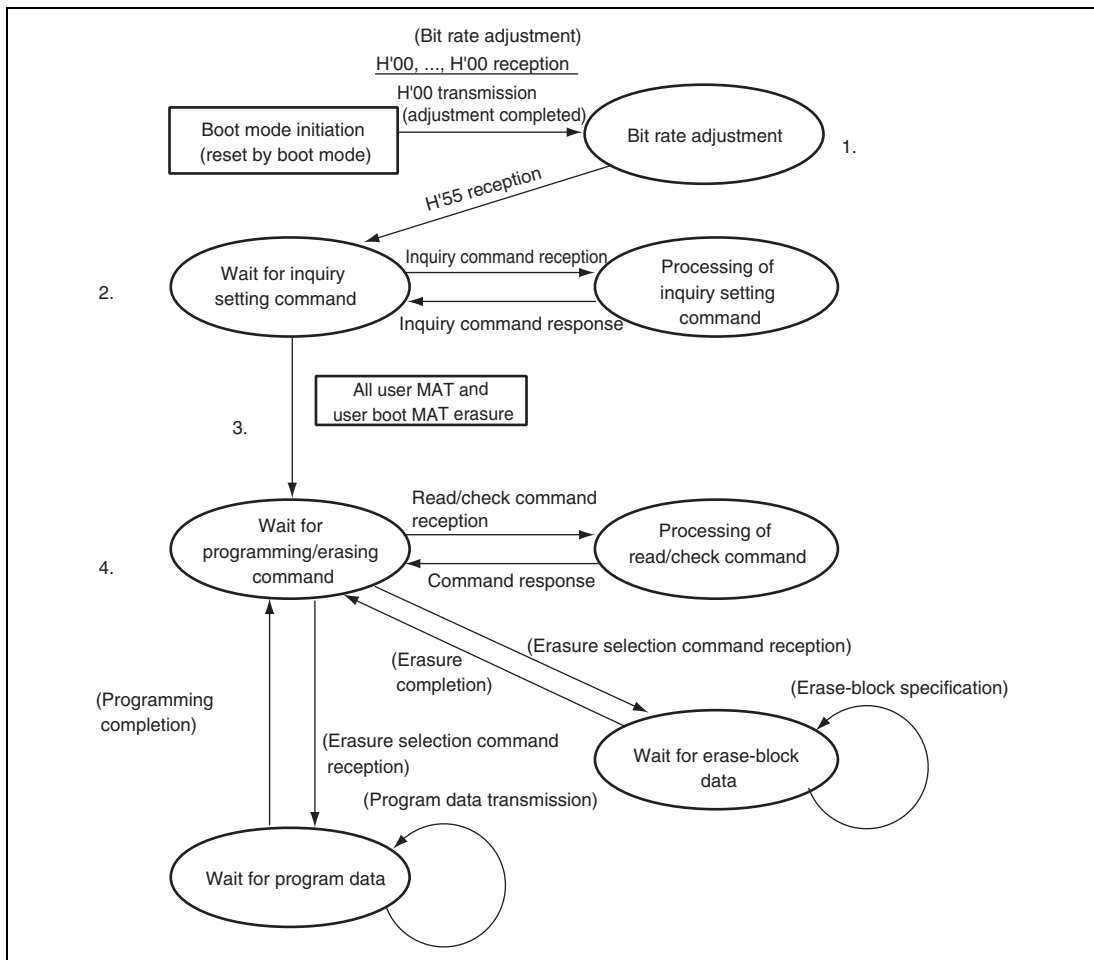 (Bit rate adjustment)
H'00, ..., H'00 reception
H'00 transmission
(adjustment completed)
Boot mode initiation
(reset by boot mode)
Bit rate adjustment
1.
H'55 reception
2.
Wait for inquiry
setting command
Inquiry command reception
Inquiry command response
Processing of
inquiry setting
command
All user MAT and
user boot MAT erasure
3.
4.
Wait for
programming/erasing
command
Read/check command
reception
Command response
Processing of
read/check command
(Erasure selection command reception)
(Erasure
completion)
(Erase-block specification)
(Programming
completion)
(Erasure selection command
reception)
Wait for erase-block
data
(Program data transmission)
Wait for program data